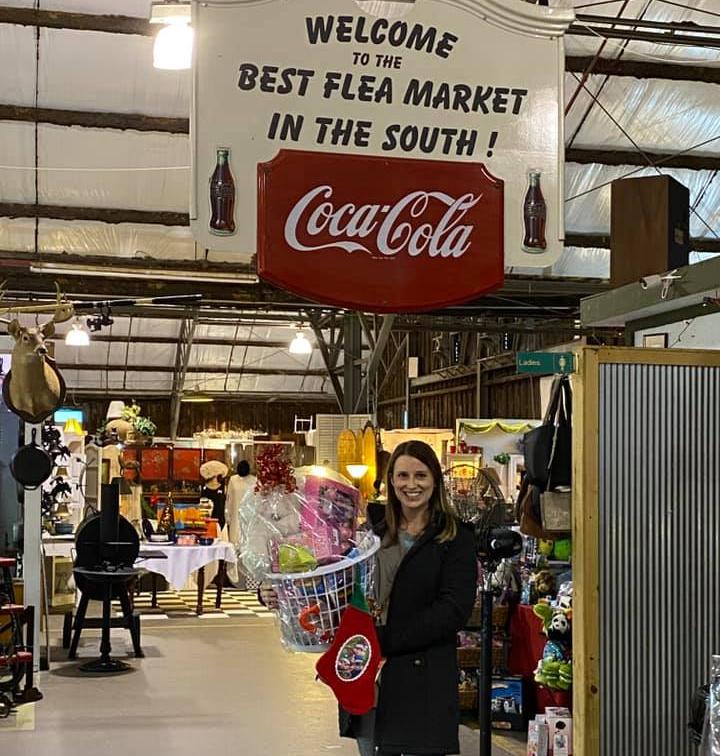 WELCOME
TO THE
BEST FLEA MARKET
IN THE SOUTH !
Coca-Cola
Ladies